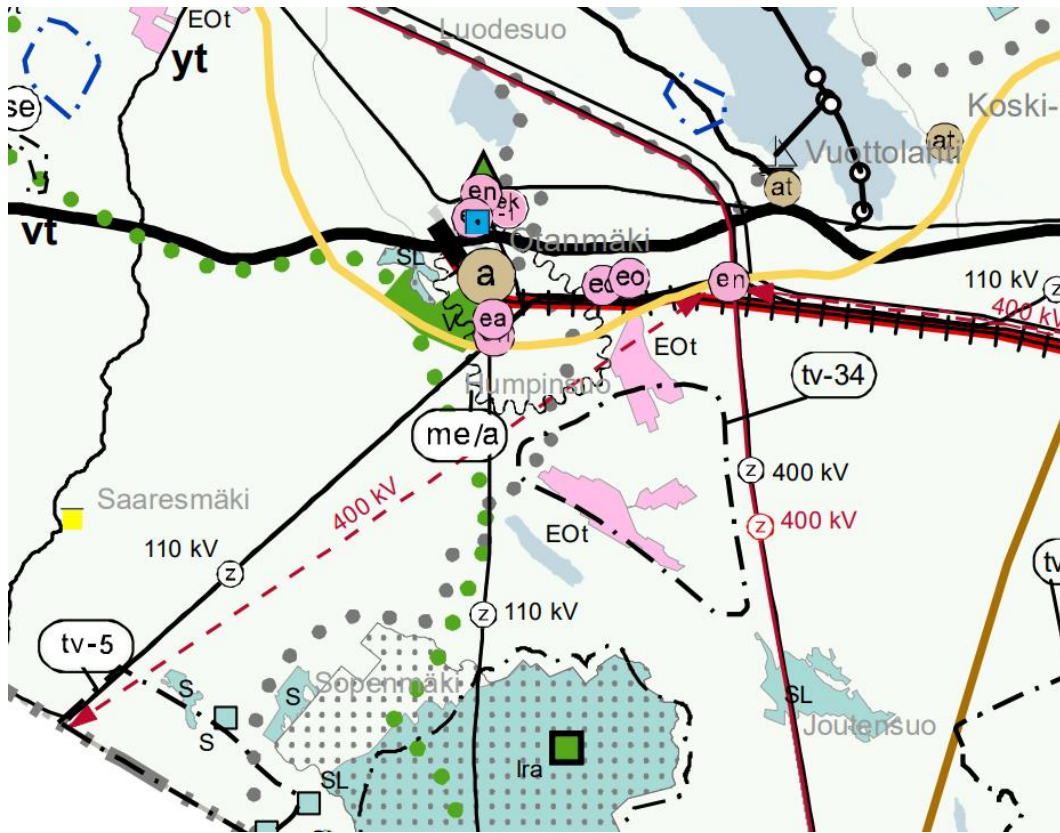 EOt
Luodesuo
yt
se
Koski-
at
Vuottolahti
at
en
ek
-1
vt
Otanmäki
SL
a
eo
en
110 kV
z
400 kV
ea
V
EOt
tv-34
Humpinsuo
me/a
z
400 kV
400 kV
Saaresmäki
z
400 kV
EOt
110 kV
z
z
110 kV
tv-5
S
S
Sopenmäki
S
SL
Joutensuo
Ira
SL